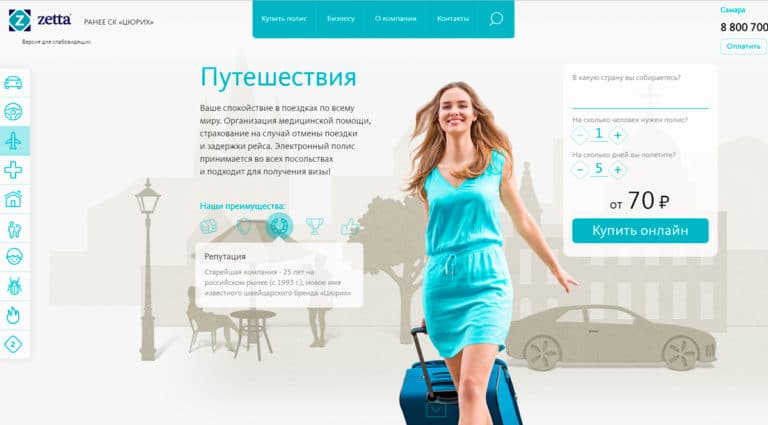 zetta
РАНЕЕ СК «ЦЮРИХ»
Версия для слабовидящих
Купить полис
Бизнесу
О компании
Контакты
Самара
8 800 700
Оплатить
Путешествия
Ваше спокойствие в поездках по всему
миру. Организация медицинской помощи,
страхование на случай отмены поездки
и задержки рейса. Электронный полис
принимается во всех посольствах
и подходит для получения визы!
Наши преимущества:
Репутация
Старейшая компания - 25 лет на
российском рынке (с 1993 г.), новое имя
известного швейцарского бренда «Цюрих»
В какую страну вы собираетесь?
На сколько человек нужен полис?
− 1 +
На сколько дней вы полетите?
− 5 +
от 70 ₽
Купить онлайн